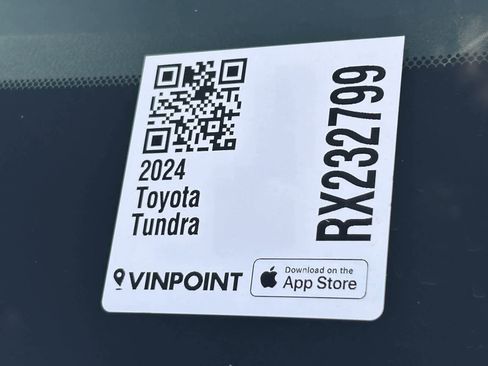 2024
Toyota
Tundra
RX232799
VINPOINT
Download on the
App Store